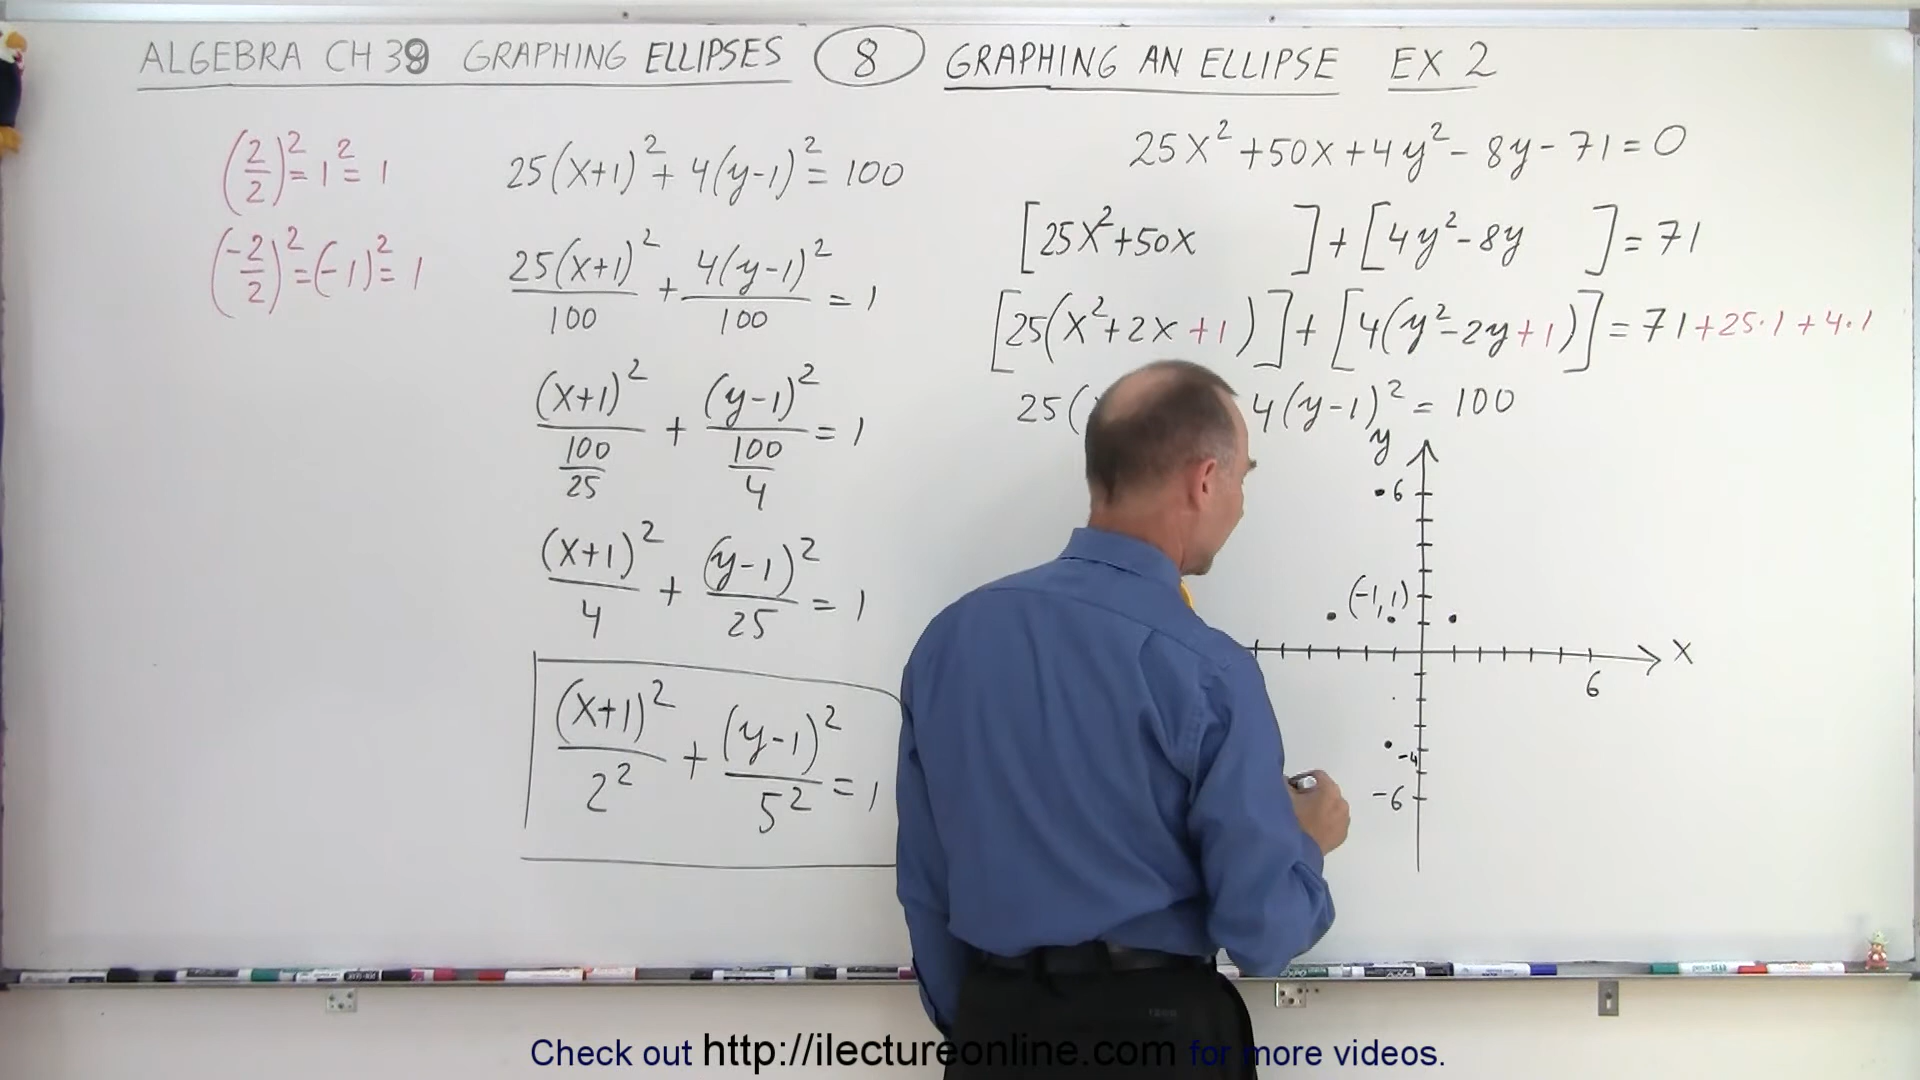 ALGEBRA CH 39 GRAPHING ELLIPSES 8 GRAPHING AN ELLIPSE EX 2
(2/2)² = 1² = 1
(-2/2)² = (-1)² = 1
25(x+1)² + 4(y-1)² = 100
25(x+1)²/100 + 4(y-1)²/100 = 1
(x+1)²/(100/25) + (y-1)²/(100/4) = 1
(x+1)²/4 + (y-1)²/25 = 1
(x+1)²/2² + (y-1)²/5² = 1
25x² + 50x + 4y² - 8y - 71 = 0
[25x² + 50x ] + [4y² - 8y ] = 71
[25(x² + 2x + 1)] + [4(y² - 2y + 1)] = 71 + 25·1 + 4·1
25( 4(y-1)² = 100
y
6
(-1,1)
x
6
-4
-6
Check out http://ilectureonline.com for more videos.